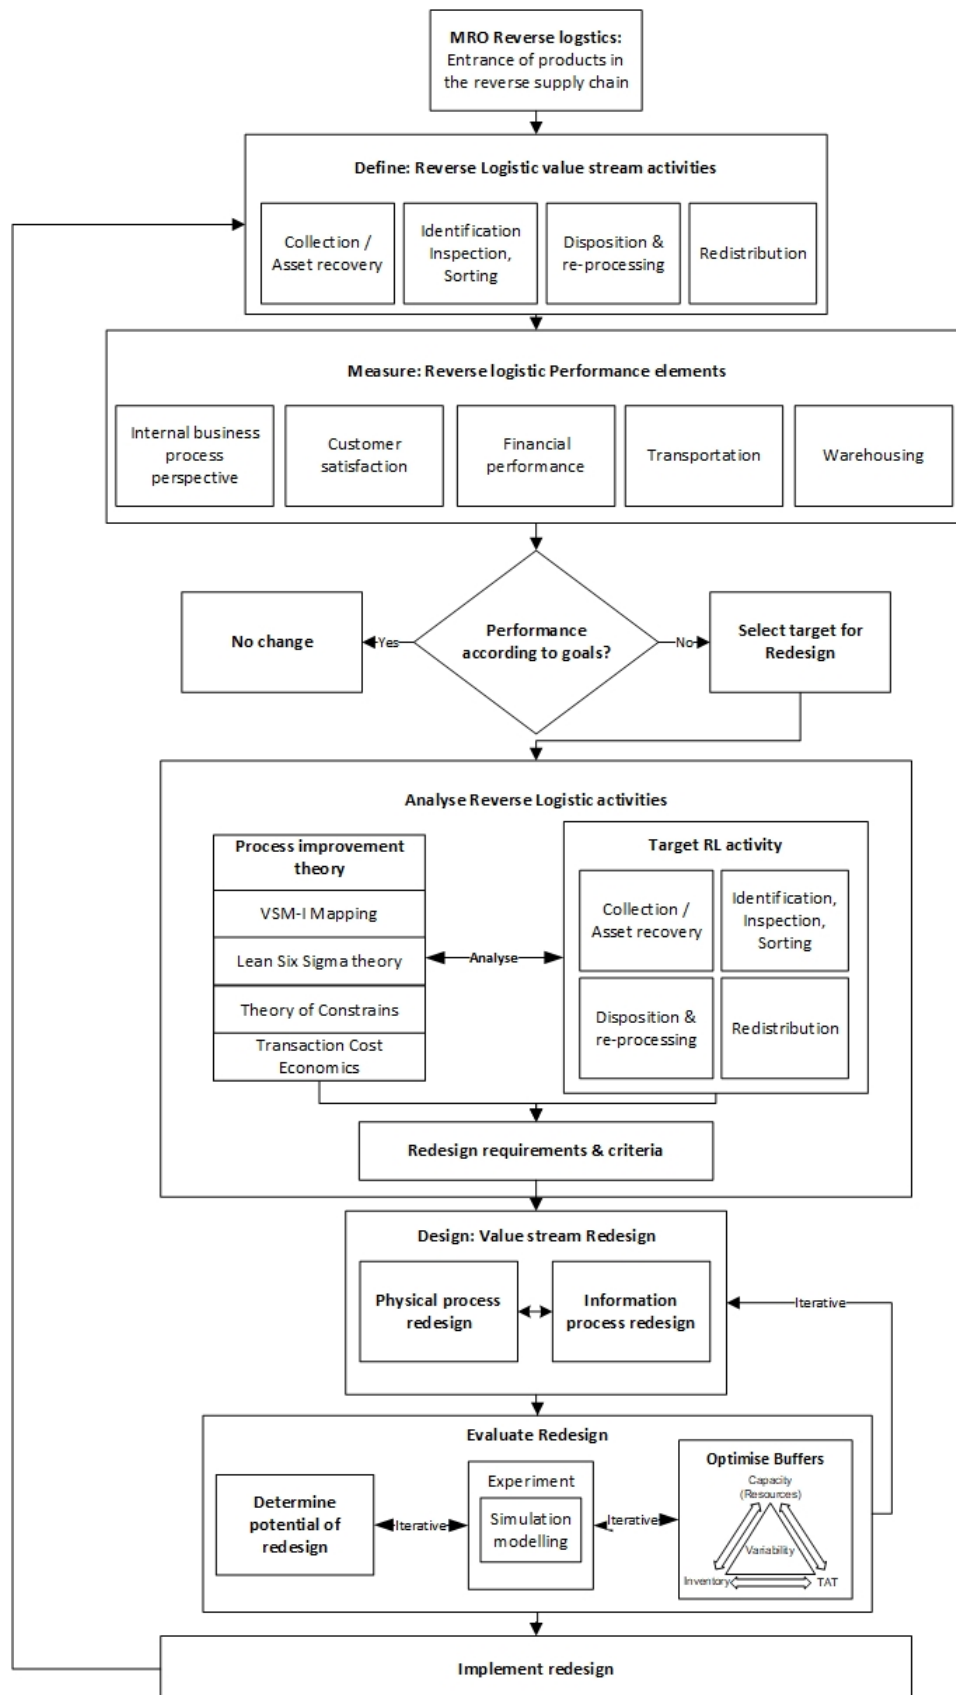 MRO Reverse logstics:
Entrance of products in
the reverse supply chain
Define: Reverse Logistic value stream activities
Collection /
Asset recovery
Identification
Inspection,
Sorting
Disposition &
re-processing
Redistribution
Measure: Reverse logistic Performance elements
Internal business
process
perspective
Customer
satisfaction
Financial
performance
Transportation
Warehousing
No change
Yes
Performance
according to goals?
No
Select target for
Redesign
Analyse Reverse Logistic activities
Process improvement
theory
VSM-I Mapping
Lean Six Sigma theory
Theory of Constrains
Transaction Cost
Economics
Analyse
Target RL activity
Collection /
Asset recovery
Identification,
Inspection,
Sorting
Disposition &
re-processing
Redistribution
Redesign requirements & criteria
Design: Value stream Redesign
Physical process
redesign
Information
process redesign
Iterative
Evaluate Redesign
Determine
potential of
redesign
Iterative
Experiment
Simulation
modelling
Iterative
Optimise Buffers
Capacity
(Resources)
Variability
Inventory
TAT
Implement redesign